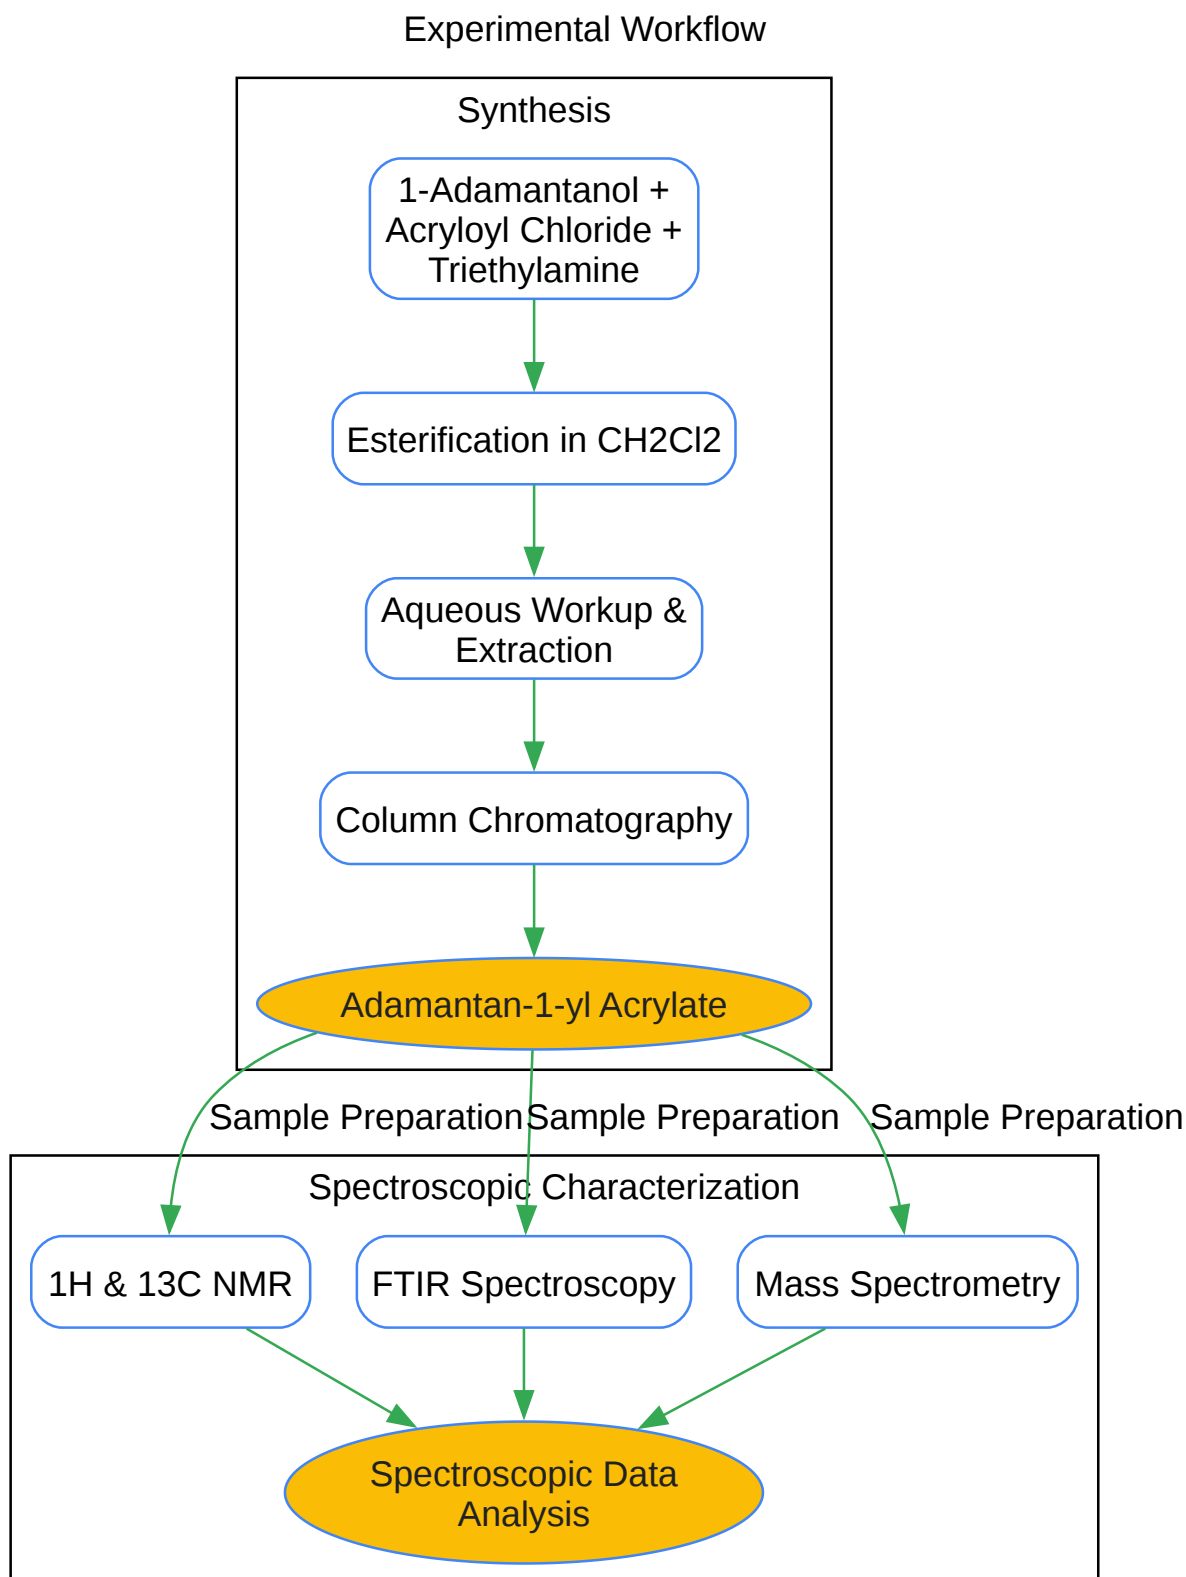 Experimental Workflow
Synthesis
1-Adamantanol +
Acryloyl Chloride +
Triethylamine
Esterification in CH2Cl2
Aqueous Workup &
Extraction
Column Chromatography
Adamantan-1-yl Acrylate
Sample Preparation
Sample Preparation
Sample Preparation
Spectroscopic Characterization
1H & 13C NMR
FTIR Spectroscopy
Mass Spectrometry
Spectroscopic Data
Analysis